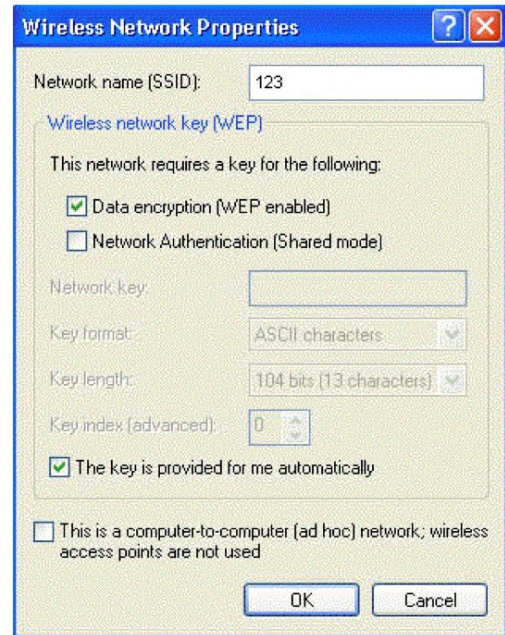 Wireless Network Properties
Network name (SSID): 123
Wireless network key (WEP)
This network requires a key for the following:
Data encryption (WEP enabled)
Network Authentication (Shared mode)
Network key:
Key format: ASCII characters
Key length: 104 bits (13 characters)
Key index (advanced): 0
The key is provided for me automatically
This is a computer-to-computer (ad hoc) network; wireless
access points are not used
OK Cancel